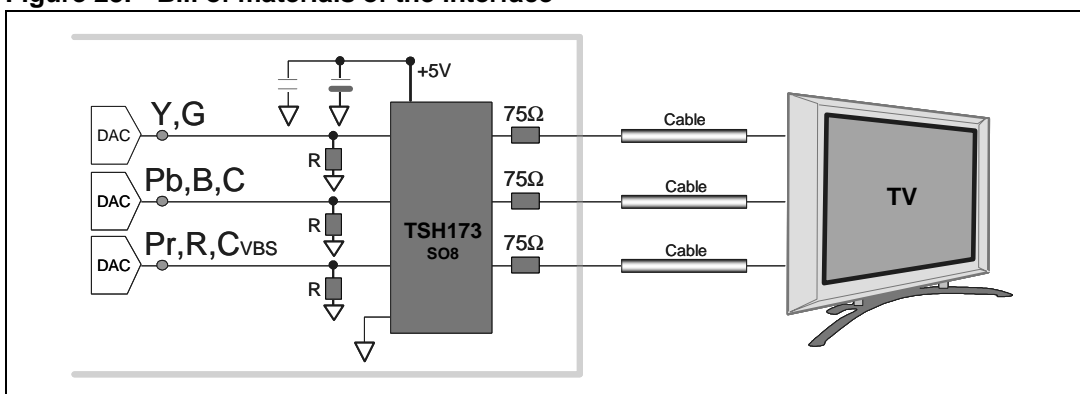 Figure 28. Bill of materials of the interface
+5V
DAC
Y,G
R
75Ω
Cable
DAC
Pb,B,C
R
75Ω
Cable
TSH173
SO8
TV
DAC
Pr,R,CVBS
R
75Ω
Cable